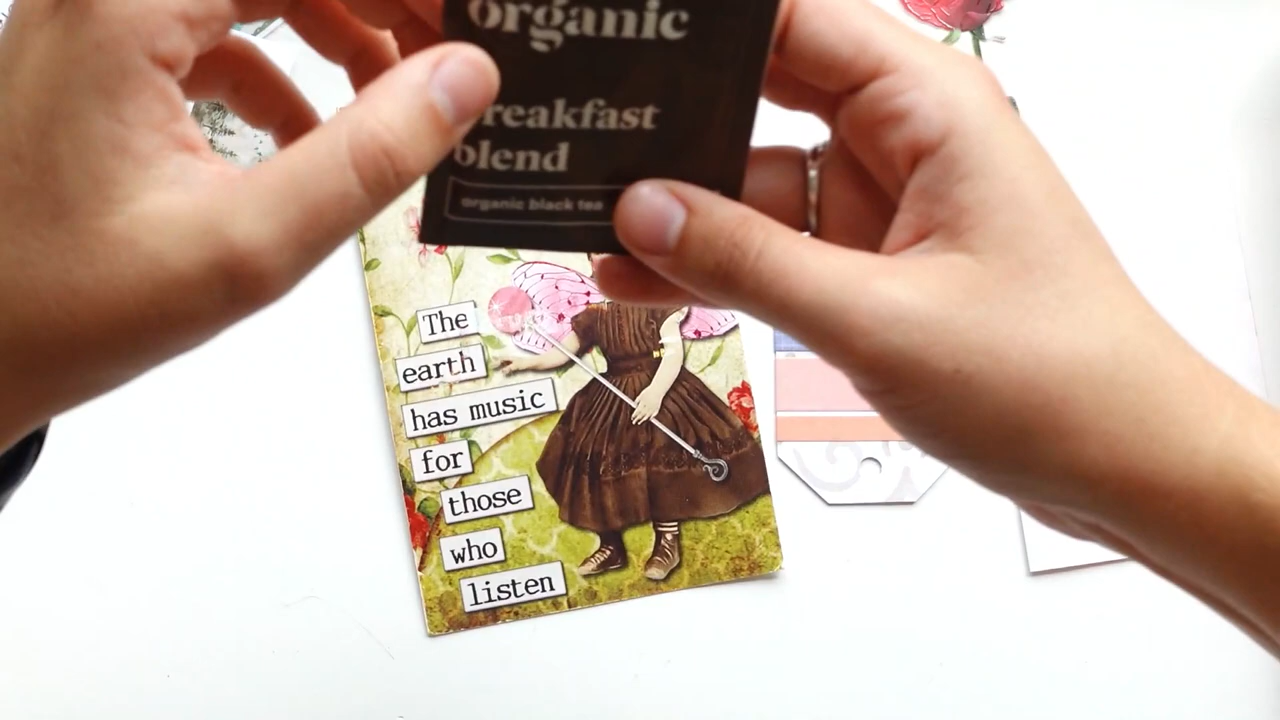 organic
breakfast
blend
organic black tea
The
earth
has music
for
those
who
listen